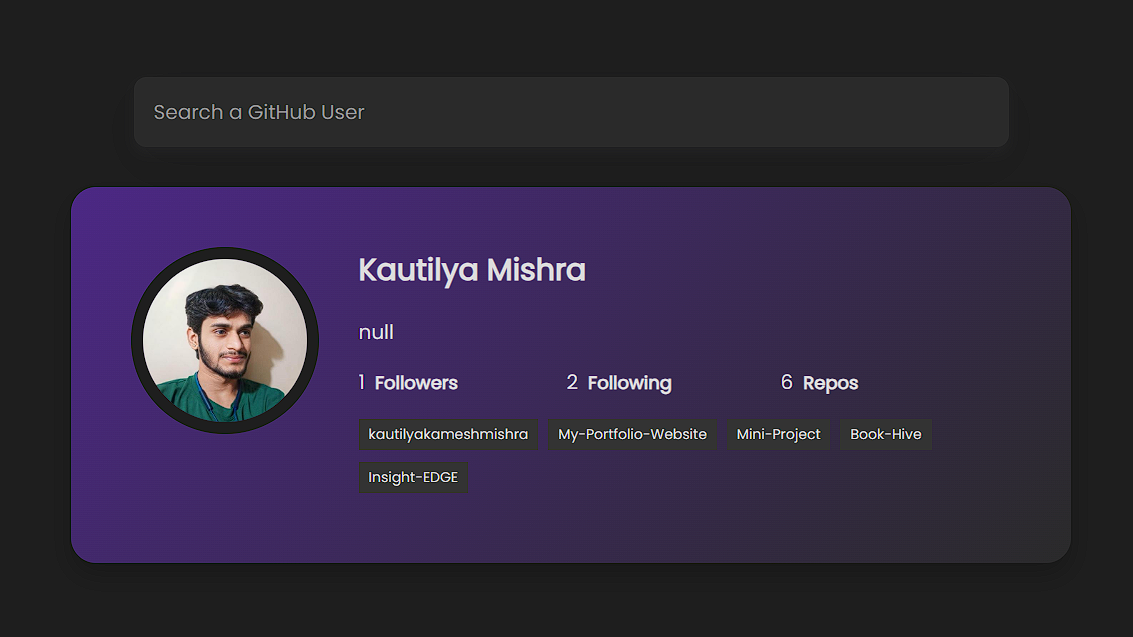 Search a GitHub User
Kautilya Mishra
null
1 Followers 2 Following 6 Repos
kautilyakameshmishra My-Portfolio-Website Mini-Project Book-Hive
Insight-EDGE